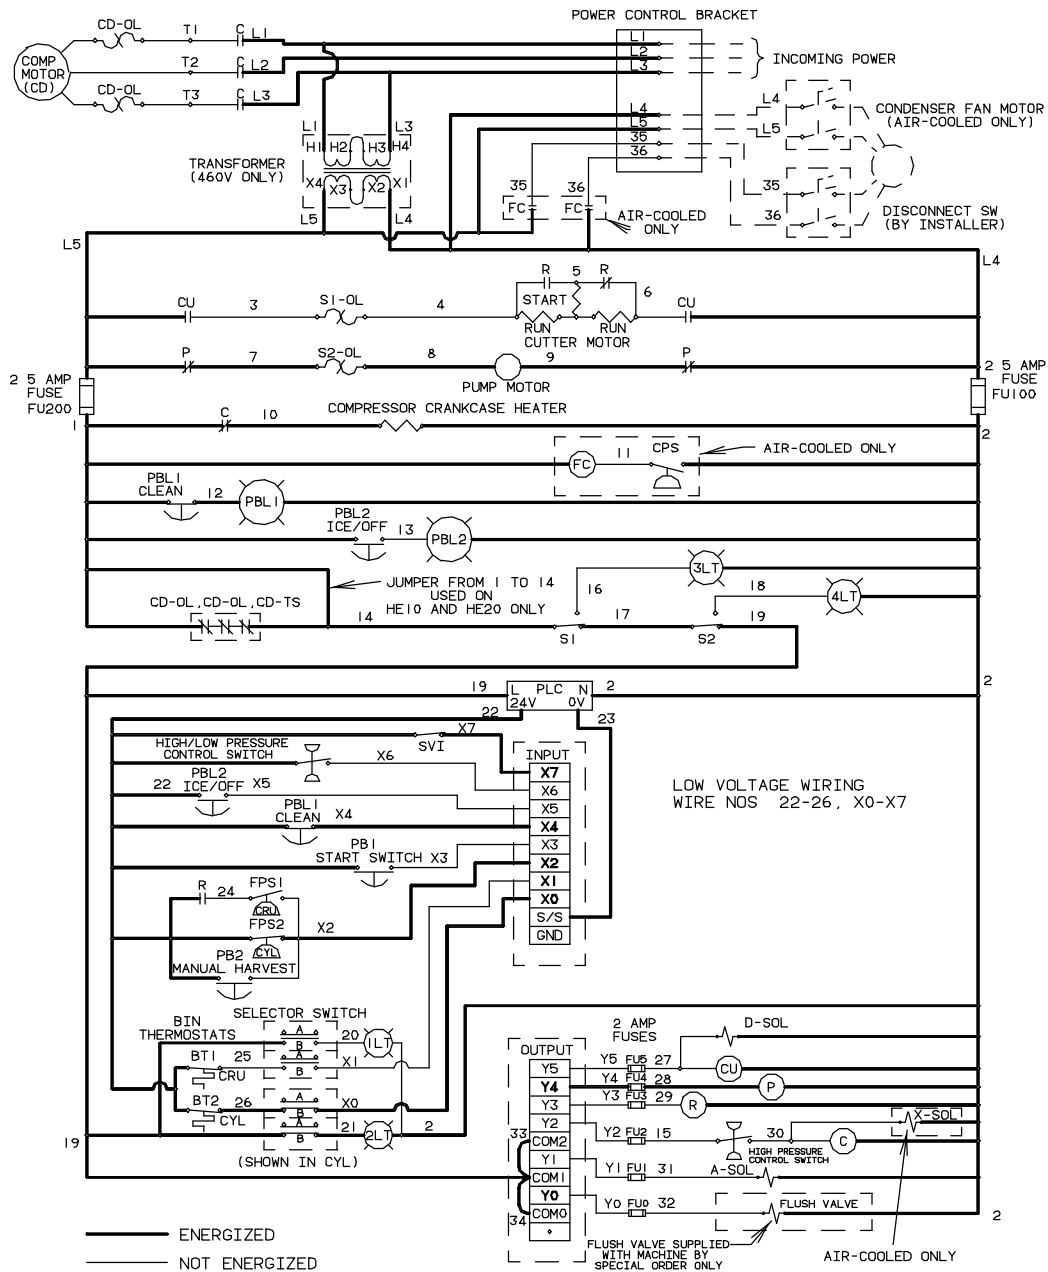 POWER CONTROL BRACKET
CD-OL
T1
C
L1
L1
COMP
MOTOR
(CD)
T2
C
L2
L2
INCOMING POWER
L3
CD-OL
T3
C
L3
L4
CONDENSER FAN MOTOR
(AIR-COOLED ONLY)
L4
L5
L5
35
36
L1
L3
H1
H2
H3
H4
TRANSFORMER
(460V ONLY)
X4
X3
X2
X1
L5
L4
35
36
FC
FC
AIR-COOLED
ONLY
35
36
DISCONNECT SW
(BY INSTALLER)
L5
L4
CU
3
S1-OL
4
R
5
R
START
6
CU
RUN
RUN
CUTTER MOTOR
P
7
S2-OL
8
9
P
PUMP MOTOR
2 5 AMP
FUSE
FU200
2 5 AMP
FUSE
FU100
1
C
10
COMPRESSOR CRANKCASE HEATER
2
FC
11
CPS
AIR-COOLED ONLY
PBL1
CLEAN
12
PBL1
PBL2
ICE/OFF
13
PBL2
JUMPER FROM 1 TO 14
USED ON
HE10 AND HE20 ONLY
3LT
16
18
4LT
CD-OL,CD-OL,CD-TS
14
S1
17
S2
19
2
19
L PLC N
24V 0V
2
22
23
X7
SV1
HIGH/LOW PRESSURE
CONTROL SWITCH
X6
INPUT
X7
X6
X5
X4
X3
X2
X1
X0
S/S
GND
PBL2
22 ICE/OFF X5
PBL1
CLEAN
X4
LOW VOLTAGE WIRING
WIRE NOS 22-26, X0-X7
PB1
START SWITCH X3
R
24
FPS1
CRU
FPS2
CYL
X2
PB2
MANUAL HARVEST
SELECTOR SWITCH
BIN
THERMOSTATS
A
B
20
1LT
BT1
25
CRU
A
B
X1
BT2
26
CYL
A
B
X0
A
B
21
2LT
2
(SHOWN IN CYL)
19
2 AMP
FUSES
D-SOL
OUTPUT
Y5
Y4
Y3
Y2
COM2
Y1
COM1
Y0
COM0
33
34
Y5 FU5 27
CU
Y4 FU4 28
P
Y3 FU3 29
R
X-SOL
Y2 FU2 15
30
C
HIGH PRESSURE
CONTROL SWITCH
Y1 FU1 31
A-SOL
Y0 FU0 32
FLUSH VALVE
2
FLUSH VALVE SUPPLIED
WITH MACHINE BY
SPECIAL ORDER ONLY
AIR-COOLED ONLY
ENERGIZED
NOT ENERGIZED